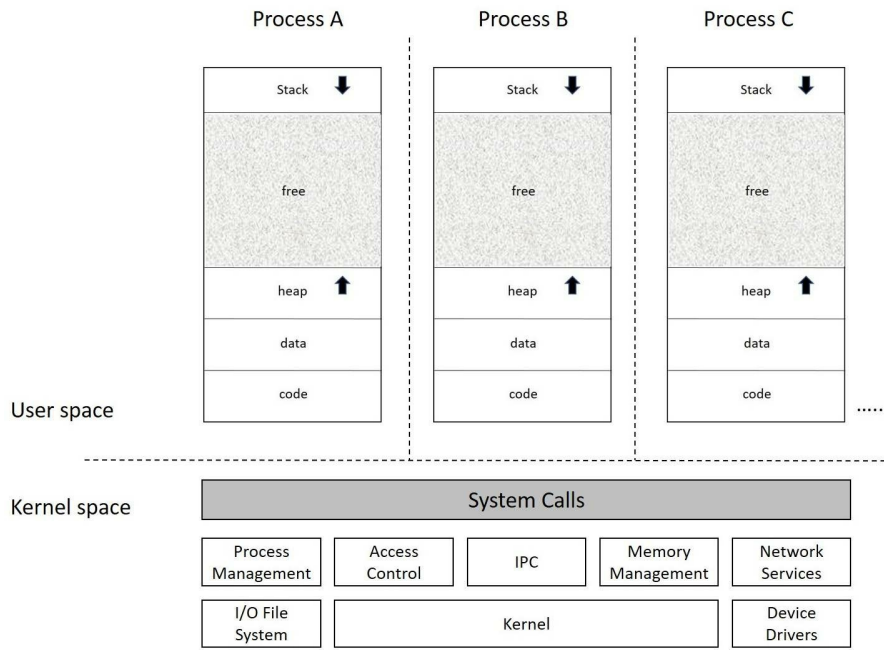 Process A
Process B
Process C
Stack
Stack
Stack
free
free
free
heap
heap
heap
data
data
data
code
code
code
User space
.....
Kernel space
System Calls
Process
Management
Access
Control
IPC
Memory
Management
Network
Services
I/O File
System
Kernel
Device
Drivers